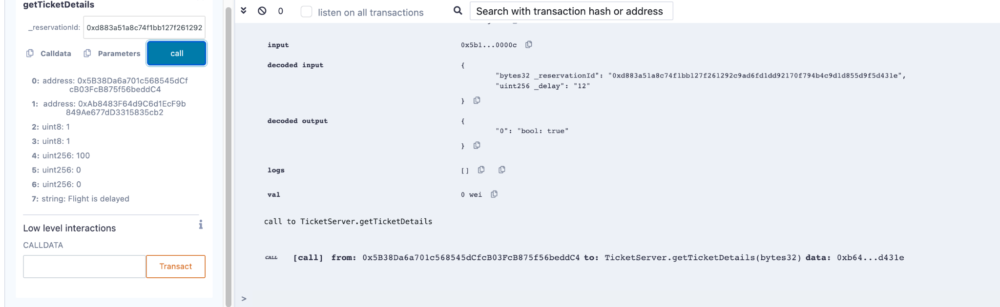 getTicketDetails
_reservationId: 0xd883a51a8c74f1bb127f261292
Calldata Parameters call
0: address: 0x5B38Da6a701c568545dCf
cB03FcB875f56beddC4
1: address: 0xAb8483F64d9C6d1EcF9b
849Ae677dD3315835cb2
2: uint8: 1
3: uint8: 1
4: uint256: 100
5: uint256: 0
6: uint256: 0
7: string: Flight is delayed
Low level interactions
CALLDATA
Transact
0 listen on all transactions Search with transaction hash or address
input 0x5b1...0000c
decoded input {
"bytes32 _reservationId": "0xd883a51a8c74f1bb127f261292c9ad6fd1dd92170f794b4c9d1d855d9f5d431e",
"uint256 _delay": "12"
}
decoded output {
"0": "bool: true"
}
logs []
val 0 wei
call to TicketServer.getTicketDetails
CALL [call] from: 0x5B38Da6a701c568545dCfcB03FcB875f56beddC4 to: TicketServer.getTicketDetails(bytes32) data: 0xb64...d431e
>